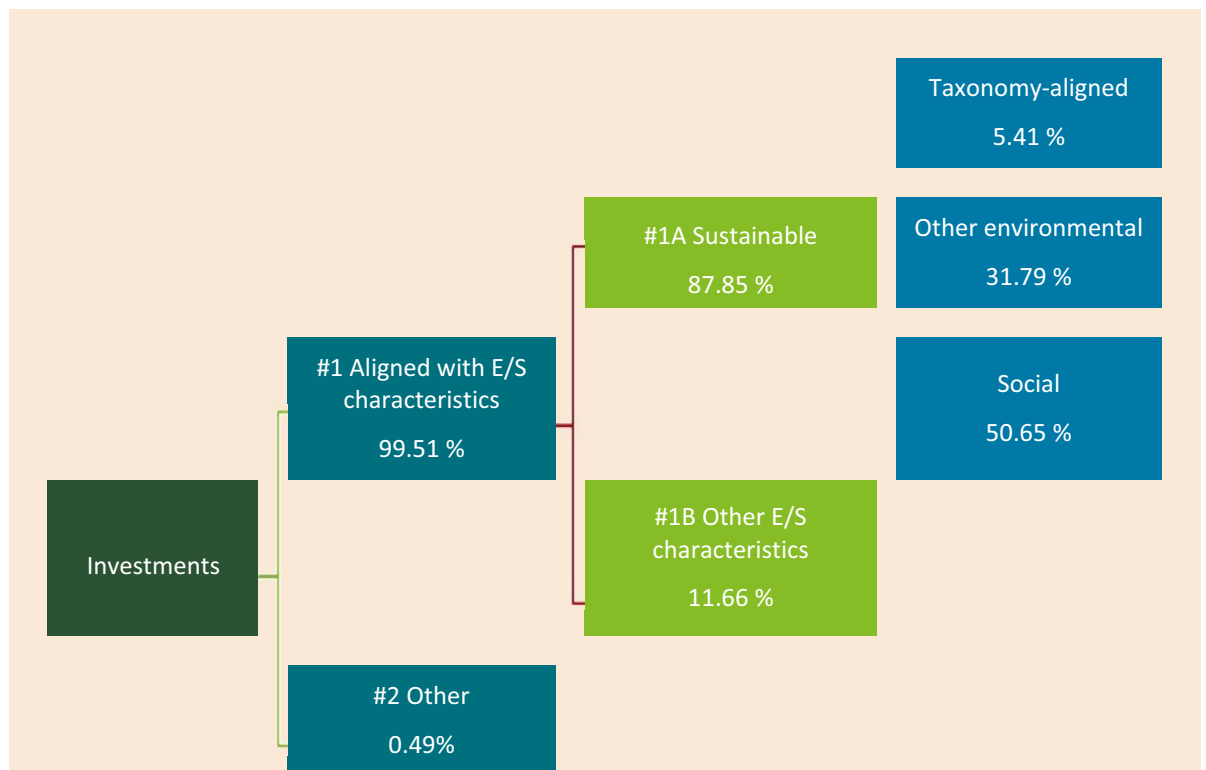 Investments
#1 Aligned with E/S
characteristics
99.51 %
#2 Other
0.49%
#1A Sustainable
87.85 %
#1B Other E/S
characteristics
11.66 %
Taxonomy-aligned
5.41 %
Other environmental
31.79 %
Social
50.65 %